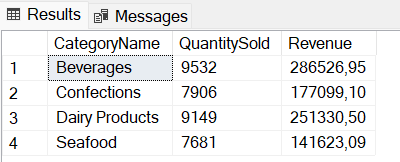 Results Messages
CategoryName QuantitySold Revenue
1 Beverages 9532 286526,95
2 Confections 7906 177099,10
3 Dairy Products 9149 251330,50
4 Seafood 7681 141623,09